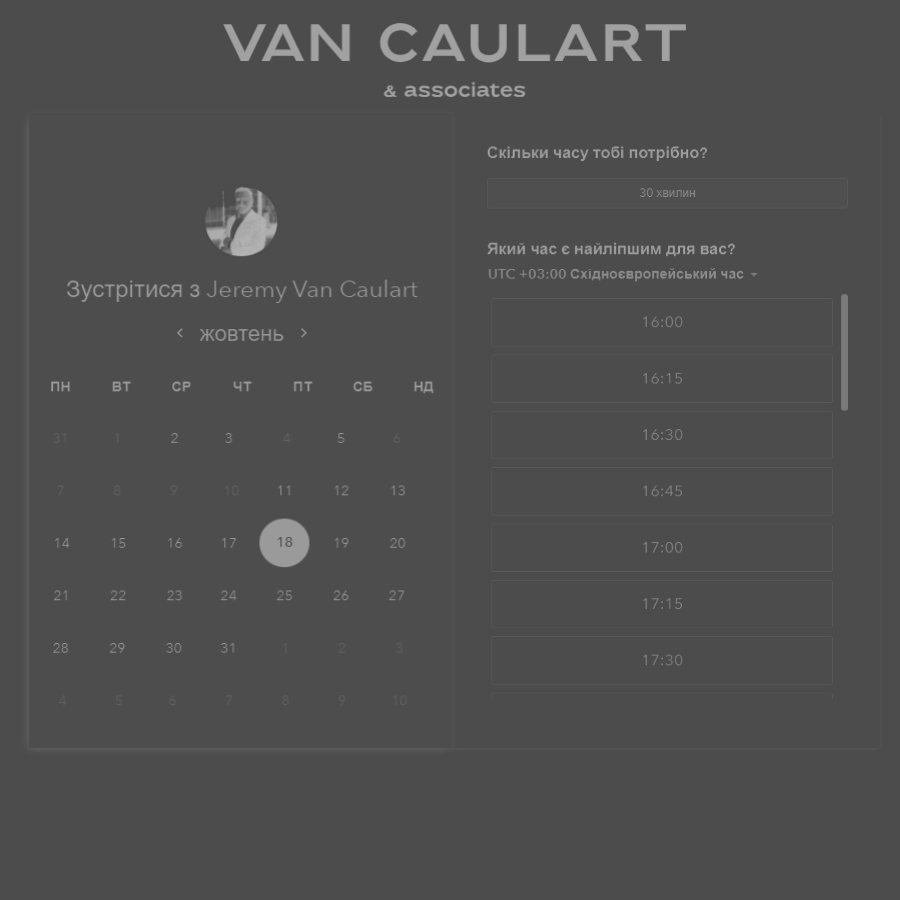 VAN CAULART
& associates
Зустрітися з Jeremy Van Caulart
жовтень
ПН ВТ СР ЧТ ПТ СБ НД
31 1 2 3 4 5 6
7 8 9 10 11 12 13
14 15 16 17 18 19 20
21 22 23 24 25 26 27
28 29 30 31 1 2 3
4 5 6 7 8 9 10
Скільки часу тобі потрібно?
30 хвилин
Який час є найліпшим для вас?
UTC +03:00 Східноєвропейський час
16:00
16:15
16:30
16:45
17:00
17:15
17:30